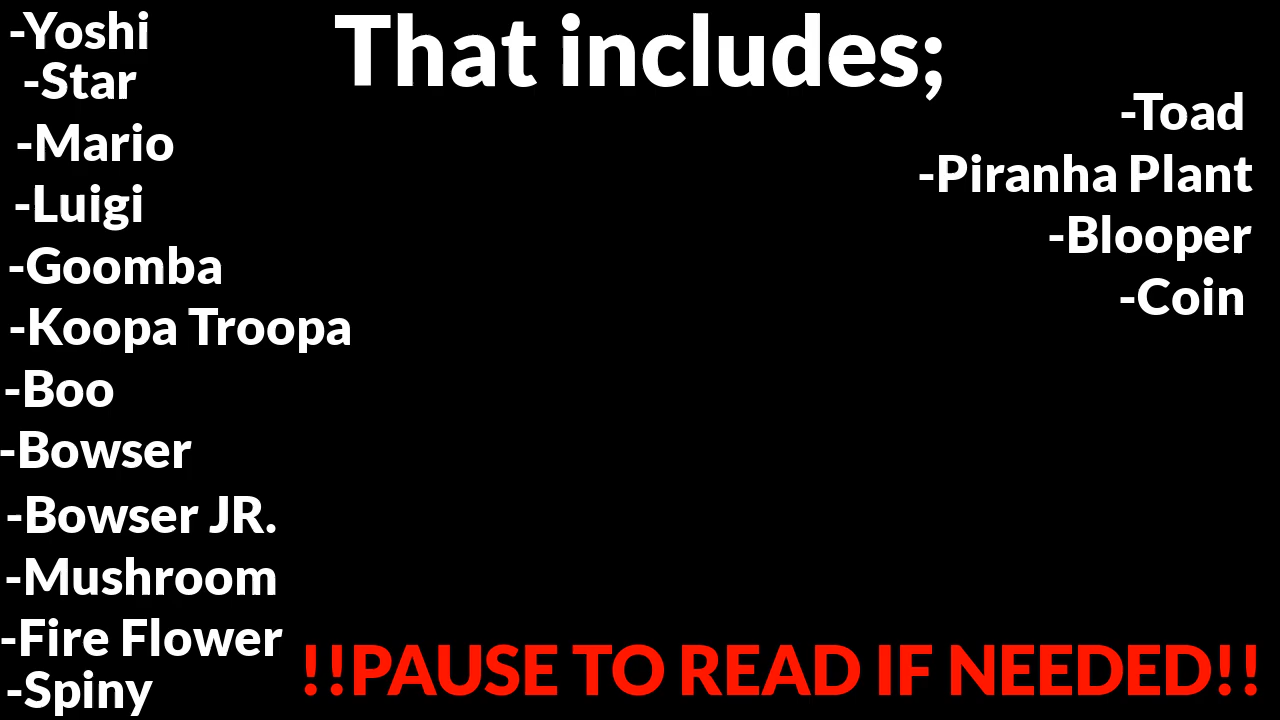 That includes;
-Yoshi
-Star
-Mario
-Luigi
-Goomba
-Koopa Troopa
-Boo
-Bowser
-Bowser JR.
-Mushroom
-Fire Flower
-Spiny
-Toad
-Piranha Plant
-Blooper
-Coin
!!PAUSE TO READ IF NEEDED!!